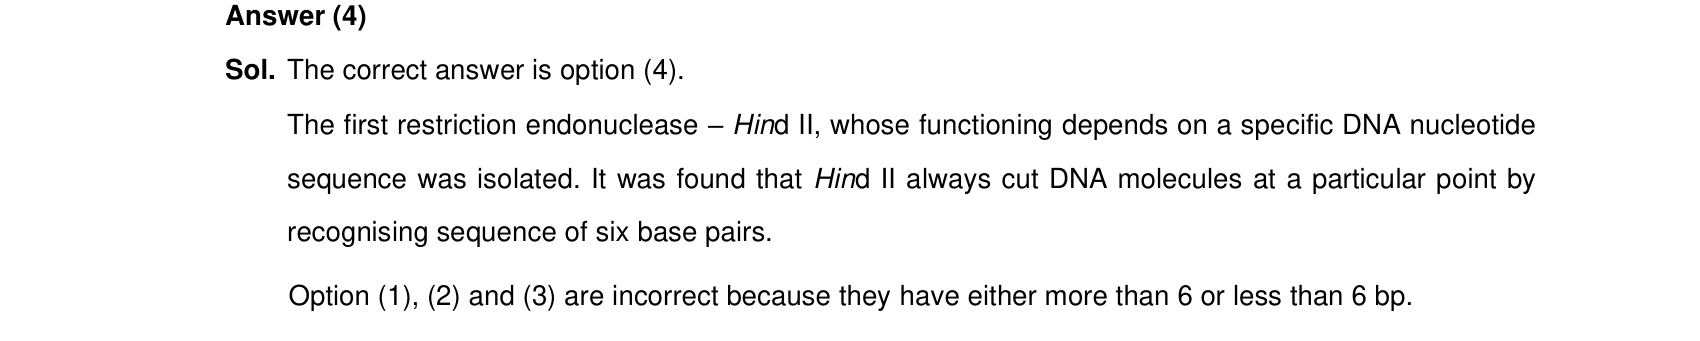 Answer (4)
Sol. The correct answer is option (4).
The first restriction endonuclease – Hind II, whose functioning depends on a specific DNA nucleotide
sequence was isolated. It was found that Hind II always cut DNA molecules at a particular point by
recognising sequence of six base pairs.
Option (1), (2) and (3) are incorrect because they have either more than 6 or less than 6 bp.